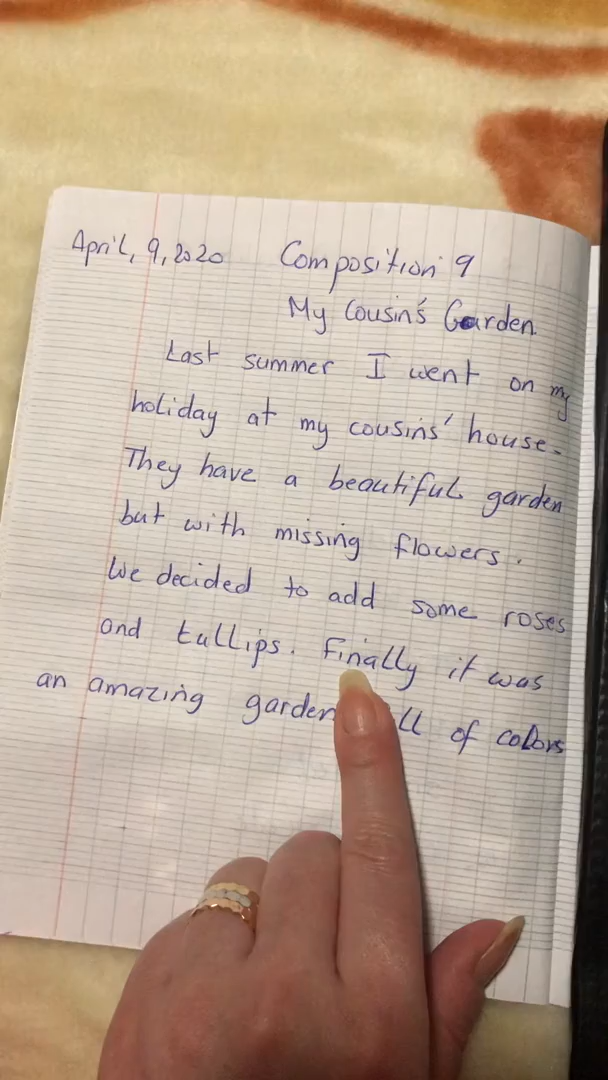 April, 9, 2020 Composition 9
My Cousin's Garden
Last summer I went on my
holiday at my cousins' house.
They have a beautiful garden
but with missing flowers.
We decided to add some roses
and tullips. Finally it was
an amazing garden ll of colors